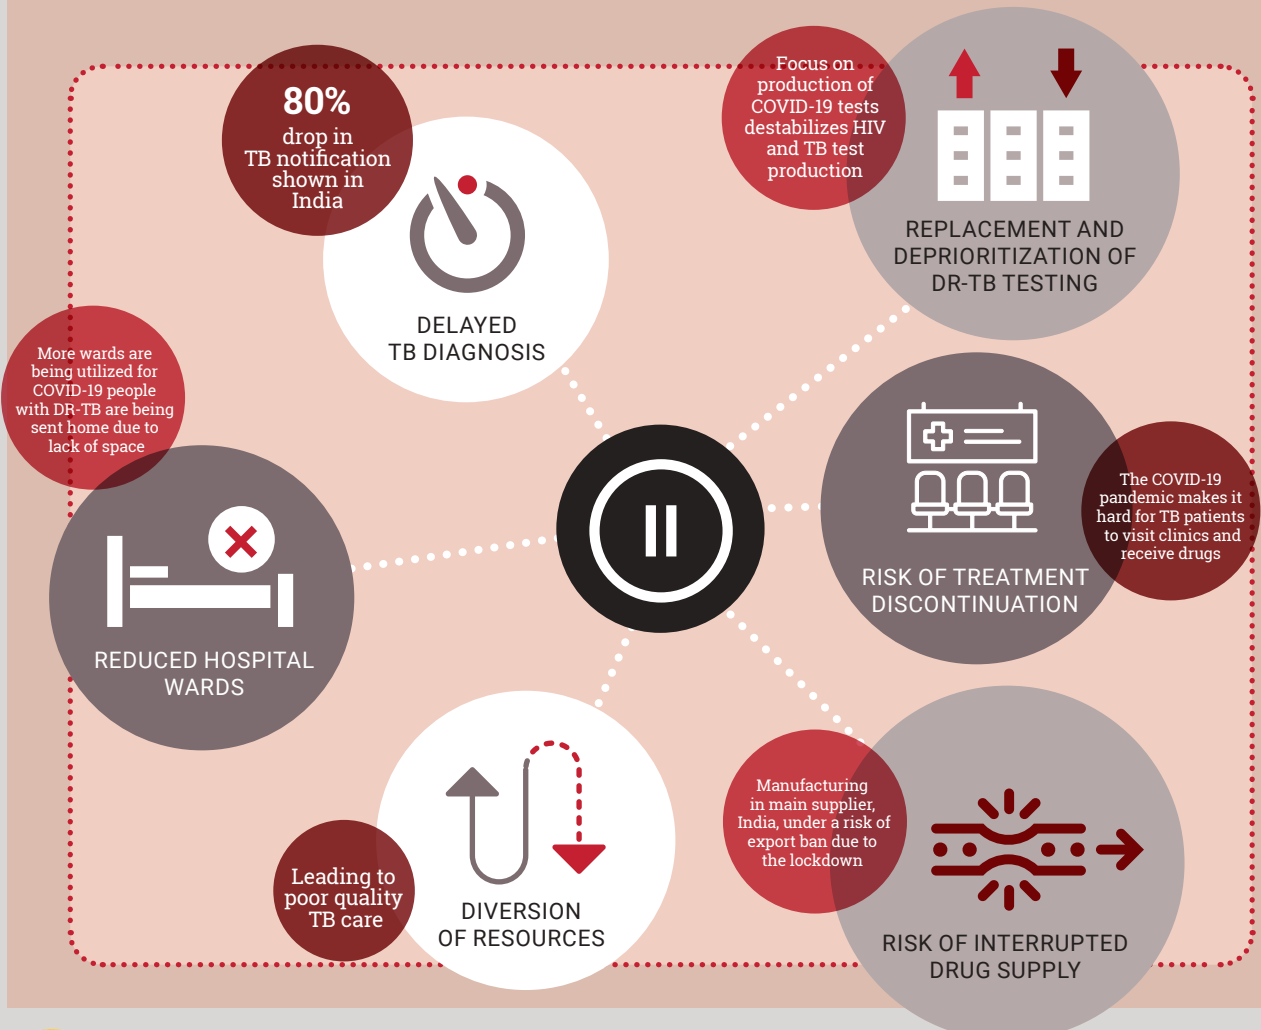 80%
drop in
TB notification
shown in
India
DELAYED
TB DIAGNOSIS
Focus on
production of
COVID-19 tests
destabilizes HIV
and TB test
production
REPLACEMENT AND
DEPRIORITIZATION OF
DR-TB TESTING
More wards are
being utilized for
COVID-19 people
with DR-TB are being
sent home due to
lack of space
REDUCED HOSPITAL
WARDS
The COVID-19
pandemic makes it
hard for TB patients
to visit clinics and
receive drugs
RISK OF TREATMENT
DISCONTINUATION
Leading to
poor quality
TB care
DIVERSION
OF RESOURCES
Manufacturing
in main supplier,
India, under a risk of
export ban due to
the lockdown
RISK OF INTERRUPTED
DRUG SUPPLY